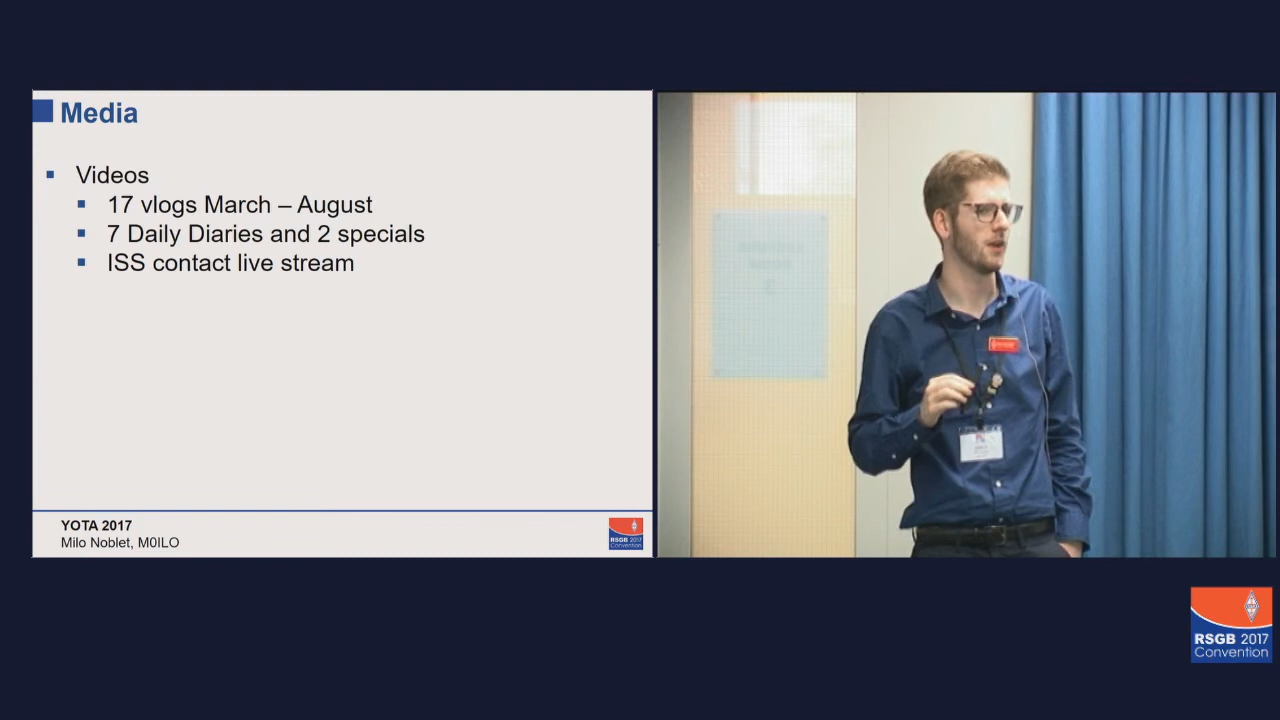 Media
Videos
17 vlogs March – August
7 Daily Diaries and 2 specials
ISS contact live stream
YOTA 2017
Milo Noblet, M0ILO
RSGB 2017
Convention
RSGB 2017
Convention